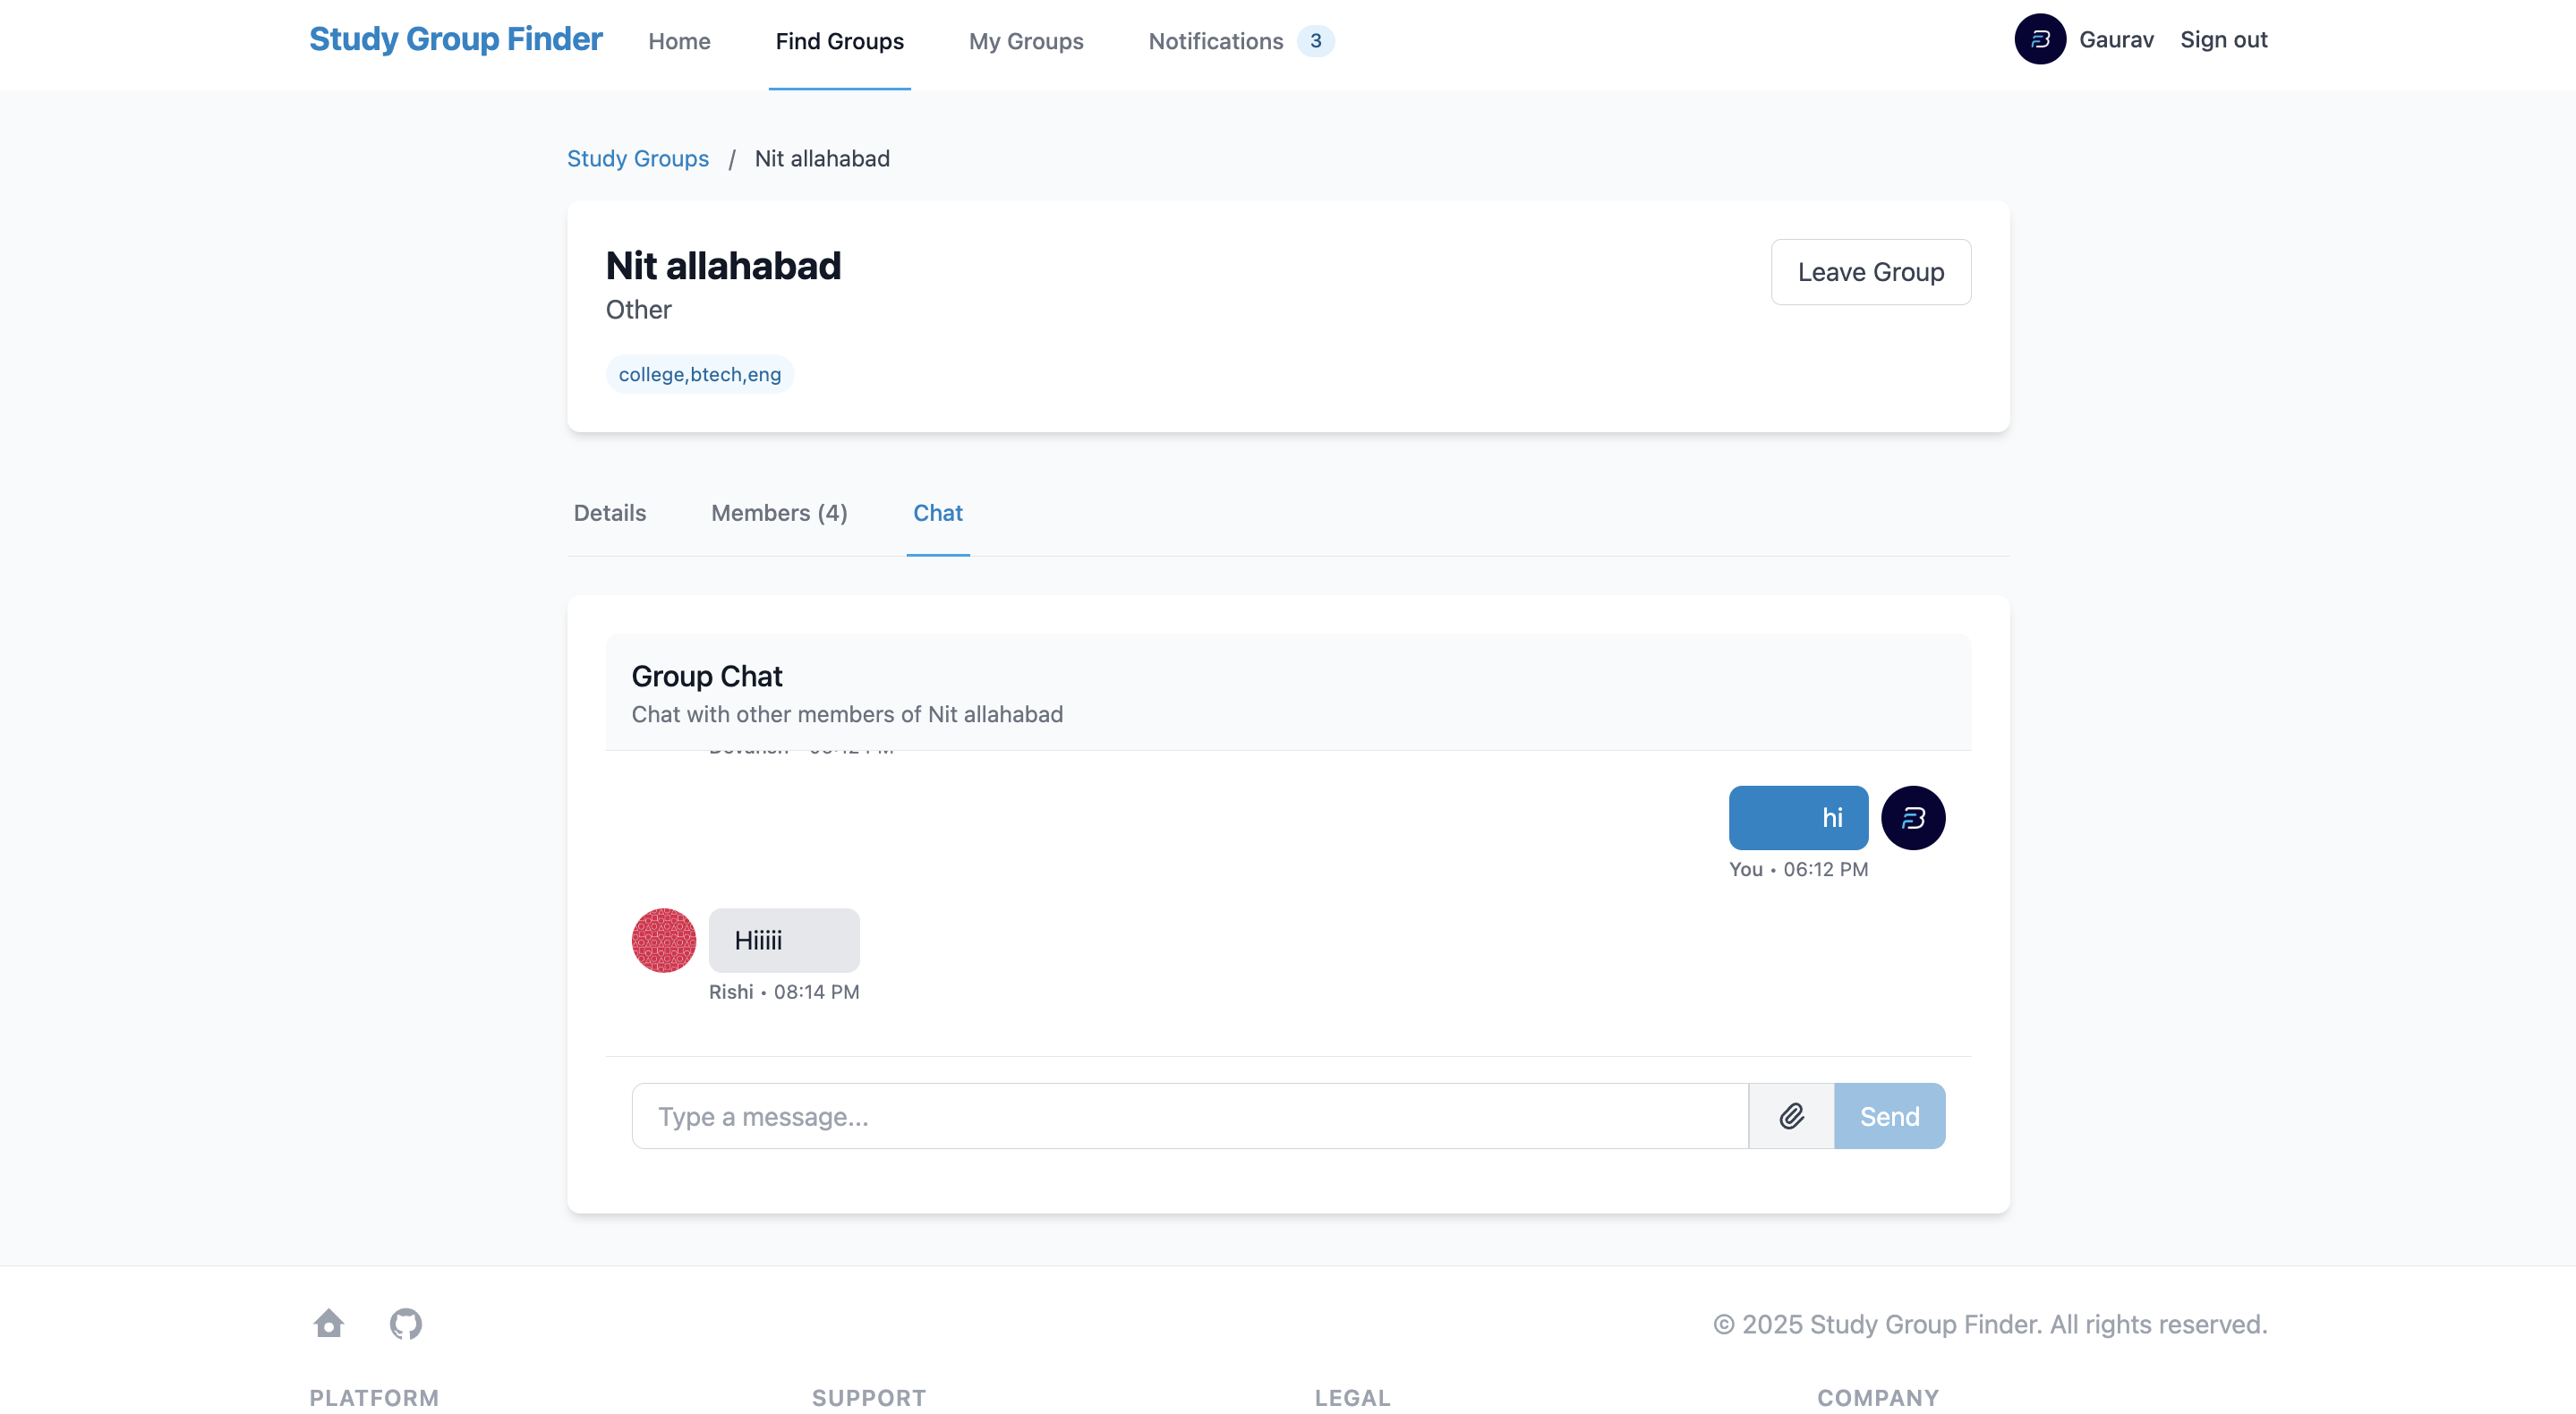 Study Group Finder Home Find Groups My Groups Notifications 3 Gaurav Sign out
Study Groups / Nit allahabad
Nit allahabad
Leave Group
Other
college,btech,eng
Details Members (4) Chat
Group Chat
Chat with other members of Nit allahabad
hi
You • 06:12 PM
Hiiiii
Rishi • 08:14 PM
Type a message... Send
© 2025 Study Group Finder. All rights reserved.
PLATFORM SUPPORT LEGAL COMPANY